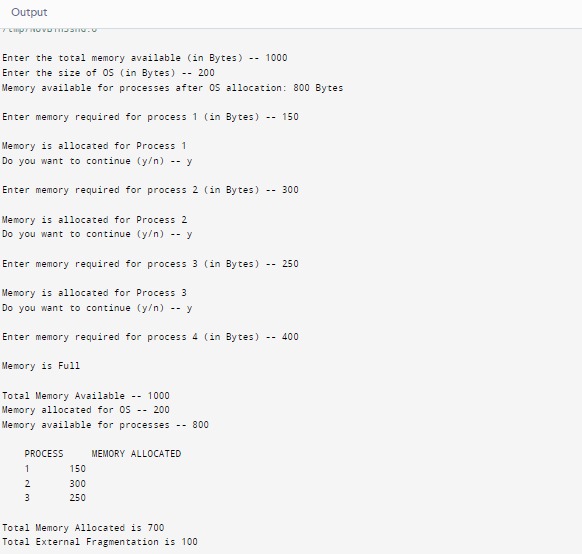 Output
Enter the total memory available (in Bytes) -- 1000
Enter the size of OS (in Bytes) -- 200
Memory available for processes after OS allocation: 800 Bytes
Enter memory required for process 1 (in Bytes) -- 150
Memory is allocated for Process 1
Do you want to continue (y/n) -- y
Enter memory required for process 2 (in Bytes) -- 300
Memory is allocated for Process 2
Do you want to continue (y/n) -- y
Enter memory required for process 3 (in Bytes) -- 250
Memory is allocated for Process 3
Do you want to continue (y/n) -- y
Enter memory required for process 4 (in Bytes) -- 400
Memory is Full
Total Memory Available -- 1000
Memory allocated for OS -- 200
Memory available for processes -- 800
PROCESS MEMORY ALLOCATED
1 150
2 300
3 250
Total Memory Allocated is 700
Total External Fragmentation is 100